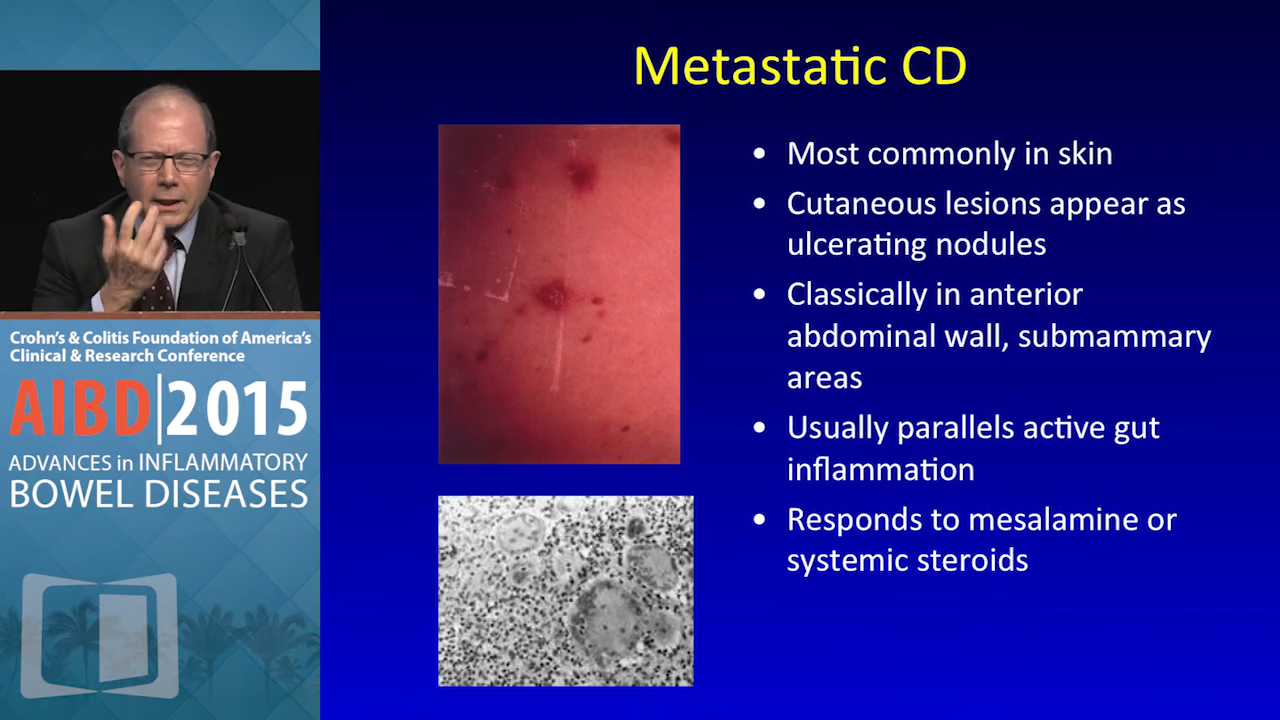 Metastatic CD
• Most commonly in skin
• Cutaneous lesions appear as
ulcerating nodules
• Classically in anterior
abdominal wall, submammary
areas
• Usually parallels active gut
inflammation
• Responds to mesalamine or
systemic steroids
Crohn's & Colitis Foundation of America's
Clinical & Research Conference
AIBD|2015
ADVANCES in INFLAMMATORY
BOWEL DISEASES